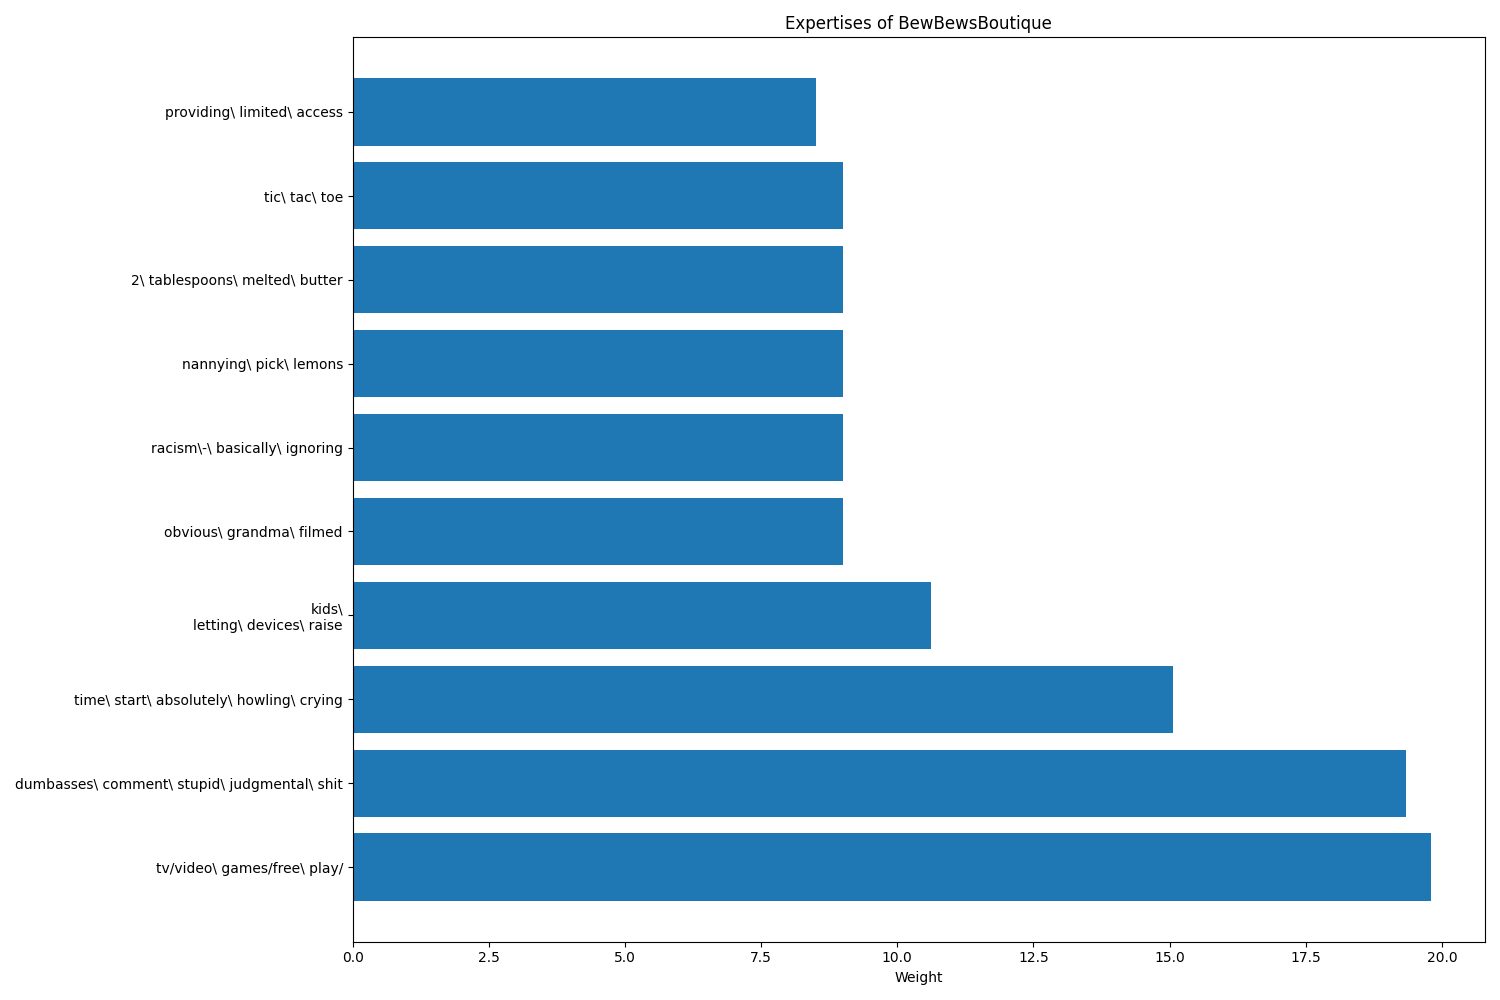 Expertises of BewBewsBoutique
providing\ limited\ access
tic\ tac\ toe
2\ tablespoons\ melted\ butter
nannying\ pick\ lemons
racism\-\ basically\ ignoring
obvious\ grandma\ filmed
kids\
letting\ devices\ raise
time\ start\ absolutely\ howling\ crying
dumbasses\ comment\ stupid\ judgmental\ shit
tv/video\ games/free\ play/
0.0 2.5 5.0 7.5 10.0 12.5 15.0 17.5 20.0
Weight